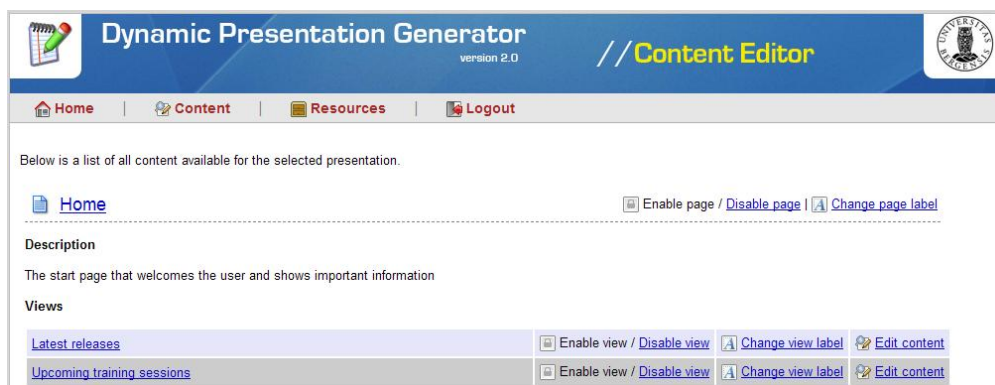 Dynamic Presentation Generator
version 2.0
//Content Editor
Home | Content | Resources | Logout
Below is a list of all content available for the selected presentation.
Home Enable page / Disable page | Change page label
Description
The start page that welcomes the user and shows important information
Views
Latest releases Enable view / Disable view Change view label Edit content
Upcoming training sessions Enable view / Disable view Change view label Edit content